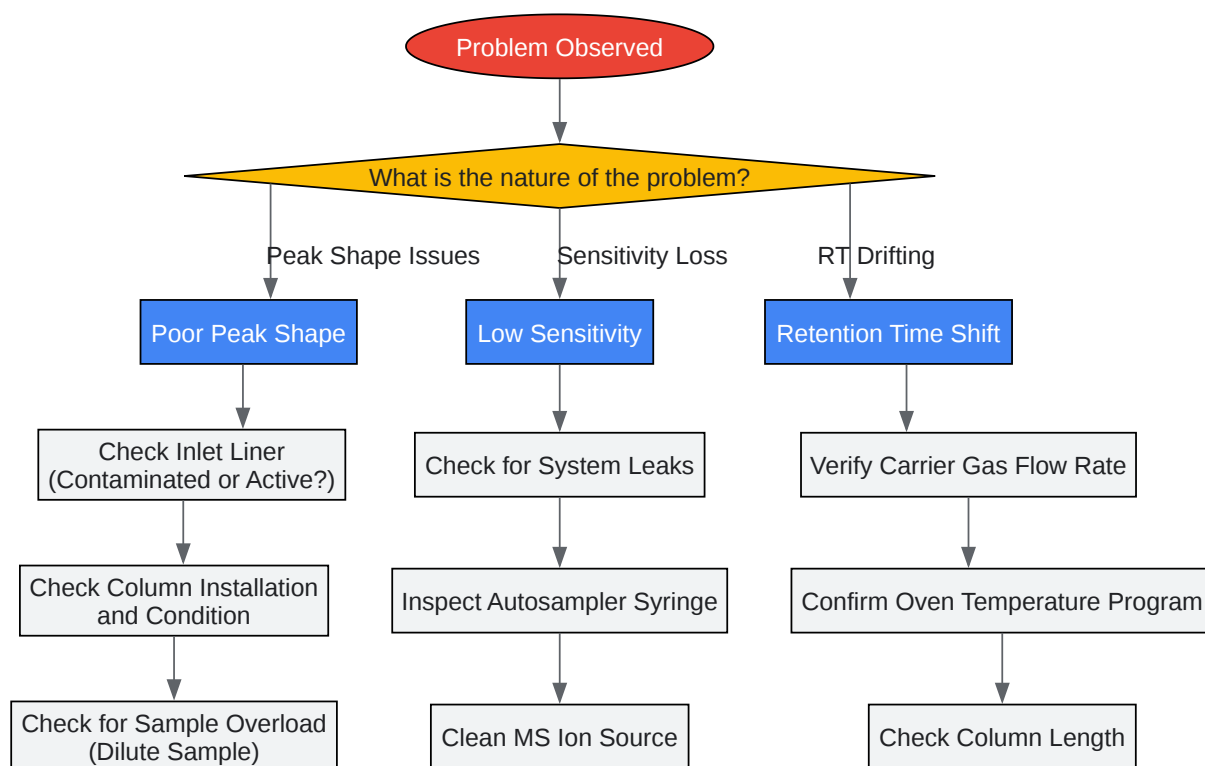 Problem Observed
What is the nature of the problem?
Peak Shape Issues
Sensitivity Loss
RT Drifting
Poor Peak Shape
Low Sensitivity
Retention Time Shift
Check Inlet Liner
(Contaminated or Active?)
Check for System Leaks
Verify Carrier Gas Flow Rate
Check Column Installation
and Condition
Inspect Autosampler Syringe
Confirm Oven Temperature Program
Check for Sample Overload
(Dilute Sample)
Clean MS Ion Source
Check Column Length